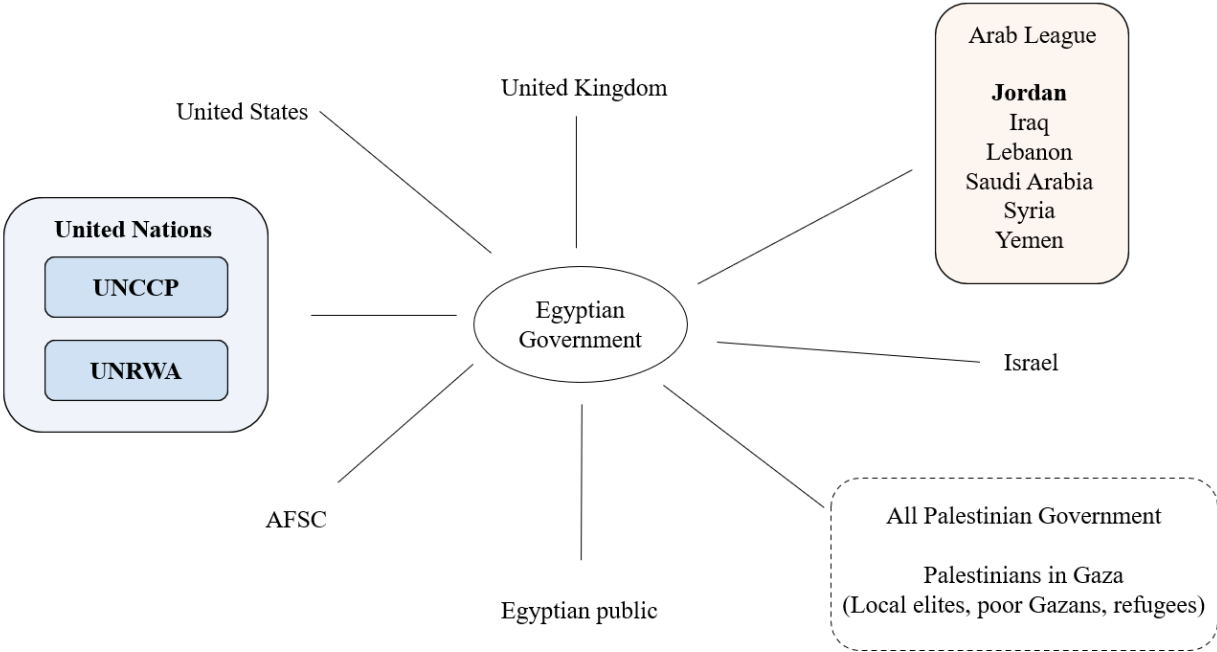 United States
United Kingdom
Arab League
Jordan
Iraq
Lebanon
Saudi Arabia
Syria
Yemen
United Nations
UNCCP
UNRWA
Egyptian
Government
Israel
AFSC
Egyptian public
All Palestinian Government
Palestinians in Gaza
(Local elites, poor Gazans, refugees)